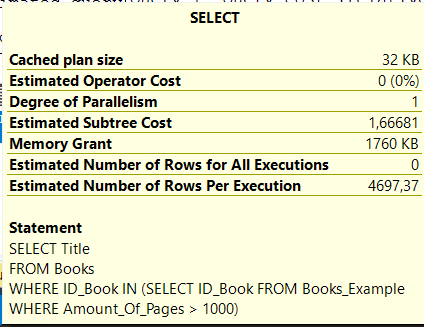 SELECT
Cached plan size 32 KB
Estimated Operator Cost 0 (0%)
Degree of Parallelism 1
Estimated Subtree Cost 1,66681
Memory Grant 1760 KB
Estimated Number of Rows for All Executions 0
Estimated Number of Rows Per Execution 4697,37
Statement
SELECT Title
FROM Books
WHERE ID_Book IN (SELECT ID_Book FROM Books_Example
WHERE Amount_Of_Pages > 1000)